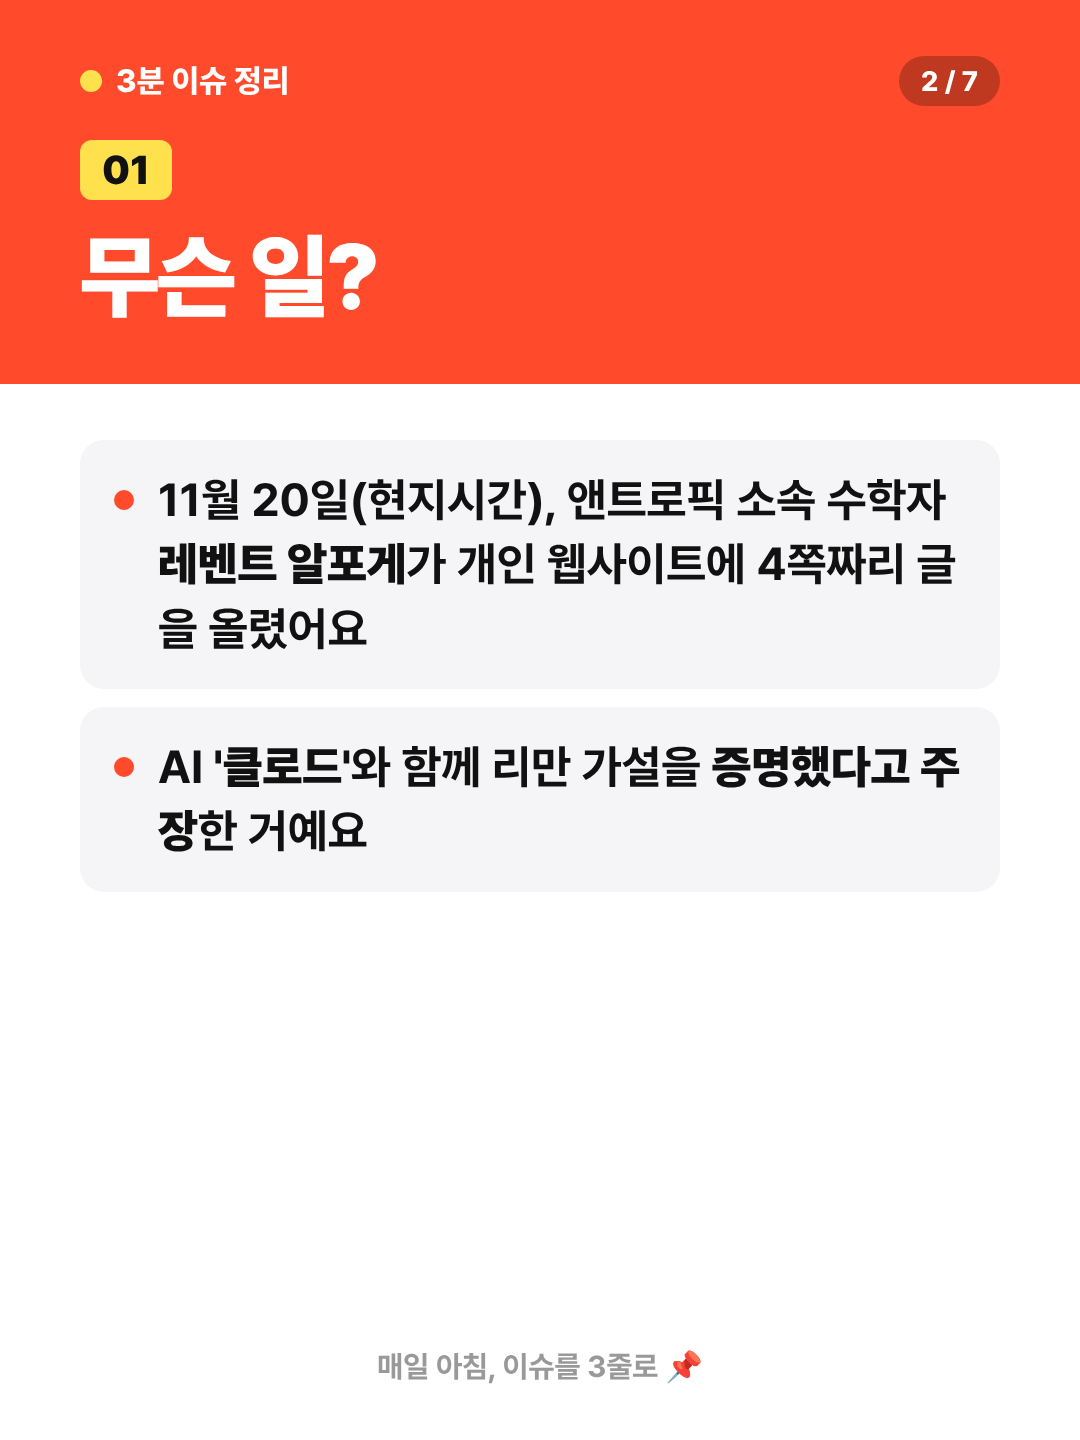 3분 이슈 정리
2 / 7
01
무슨 일?
11월 20일(현지시간), 앤트로픽 소속 수학자
레벤트 알포게가 개인 웹사이트에 4쪽짜리 글
을 올렸어요
AI '클로드'와 함께 리만 가설을 증명했다고 주
장한 거예요
매일 아침, 이슈를 3줄로 📌